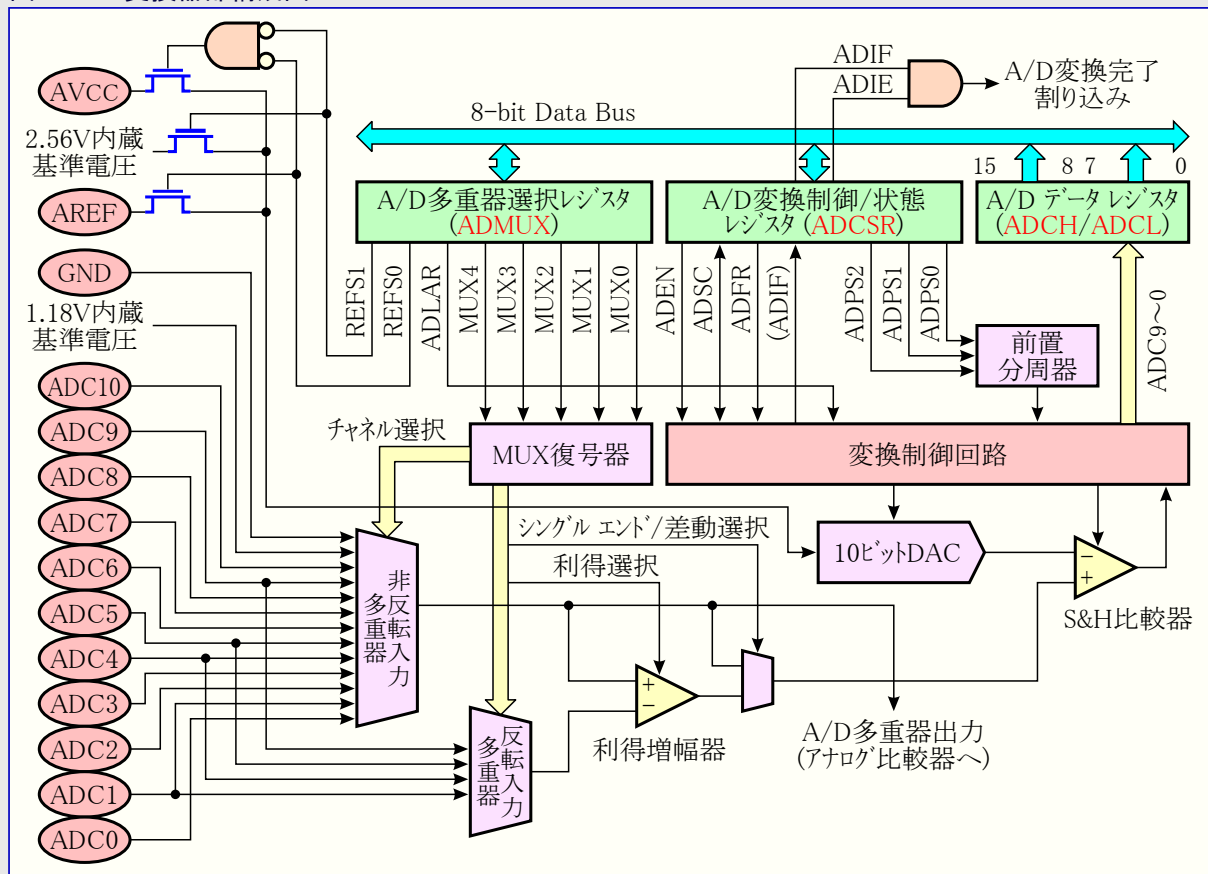 AVCC
2.56V内蔵
基準電圧
AREF
GND
1.18V内蔵
基準電圧
ADC10
ADC9
ADC8
ADC7
ADC6
ADC5
ADC4
ADC3
ADC2
ADC1
ADC0
ADIF
ADIE
A/D変換完了
割り込み
8-bit Data Bus
15
8 7
0
A/D多重器選択レジスタ
(ADMUX)
A/D変換制御/状態
レジスタ (ADCSR)
A/D データ レジスタ
(ADCH/ADCL)
REFS1
REFS0
ADLAR
MUX4
MUX3
MUX2
MUX1
MUX0
ADEN
ADSC
ADFR
(ADIF)
ADPS2
ADPS1
ADPS0
前置
分周器
ADC9～0
チャネル選択
MUX復号器
変換制御回路
シングル エンド/差動選択
利得選択
10ビットDAC
−
+
S&H比較器
非反転入力
多重器
+
−
利得増幅器
反転入力
多重器
A/D多重器出力
(アナログ比較器へ)